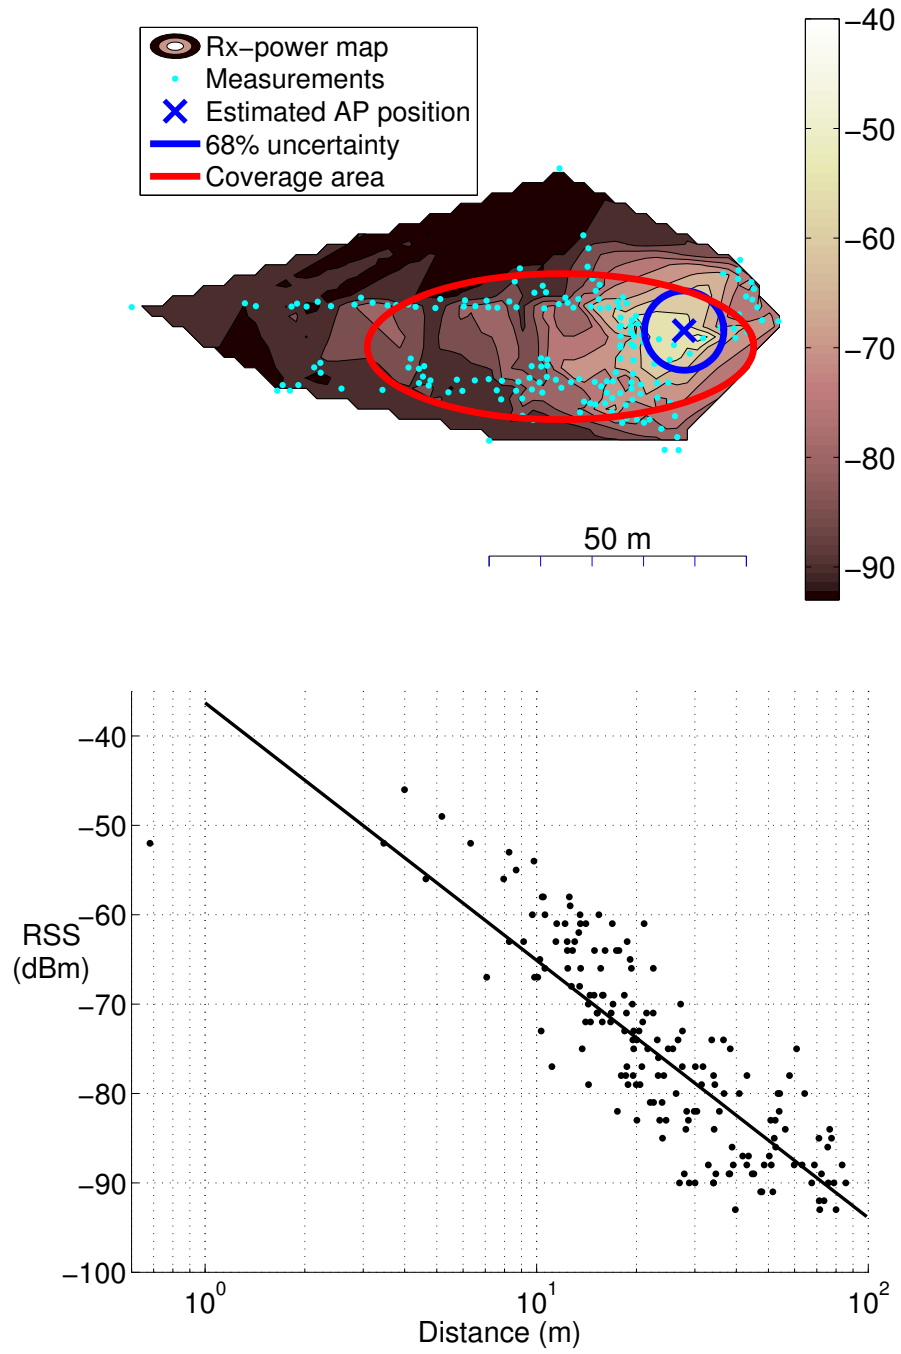 Rx−power map
Measurements
Estimated AP position
68% uncertainty
Coverage area
−40
−50
−60
−70
−80
−90
50 m
−40
−50
−60
−70
−80
−90
−100
RSS
(dBm)
10^0
10^1
10^2
Distance (m)